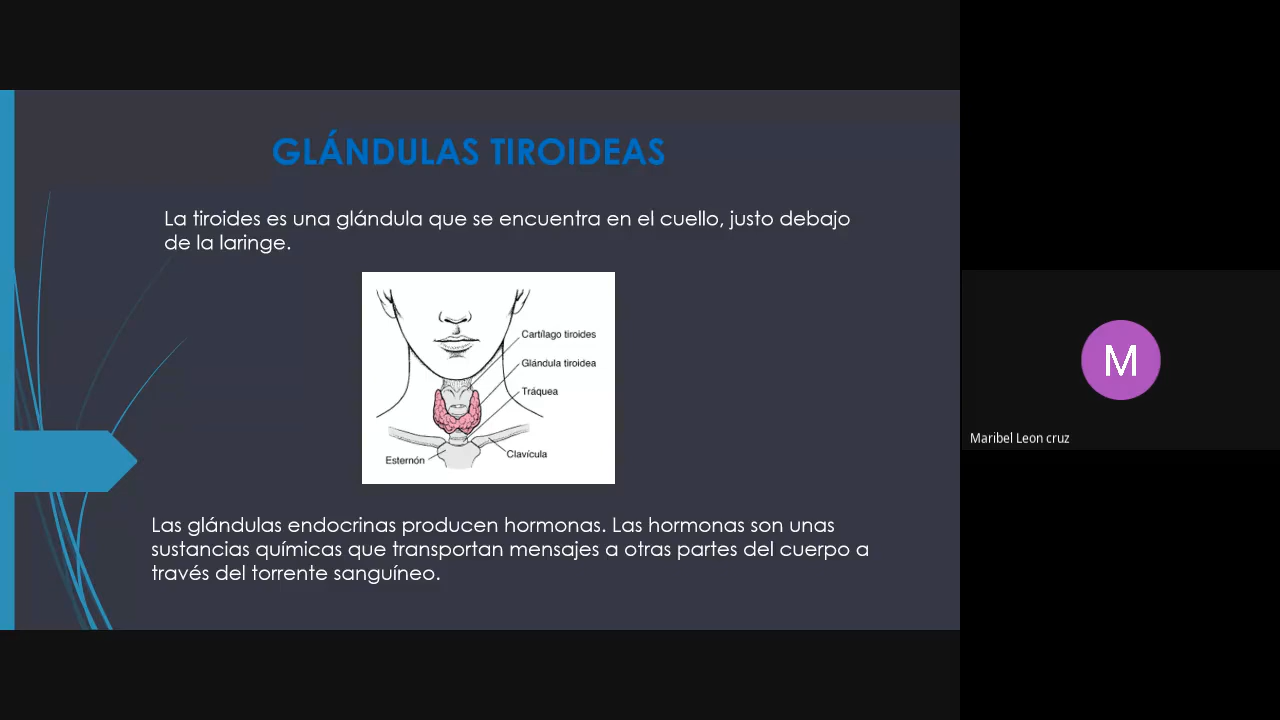 GLÁNDULAS TIROIDEAS
La tiroides es una glándula que se encuentra en el cuello, justo debajo
de la laringe.
Cartílago tiroides
Glándula tiroidea
Tráquea
Clavícula
Esternón
Las glándulas endocrinas producen hormonas. Las hormonas son unas
sustancias químicas que transportan mensajes a otras partes del cuerpo a
través del torrente sanguíneo.
M
Maribel Leon cruz